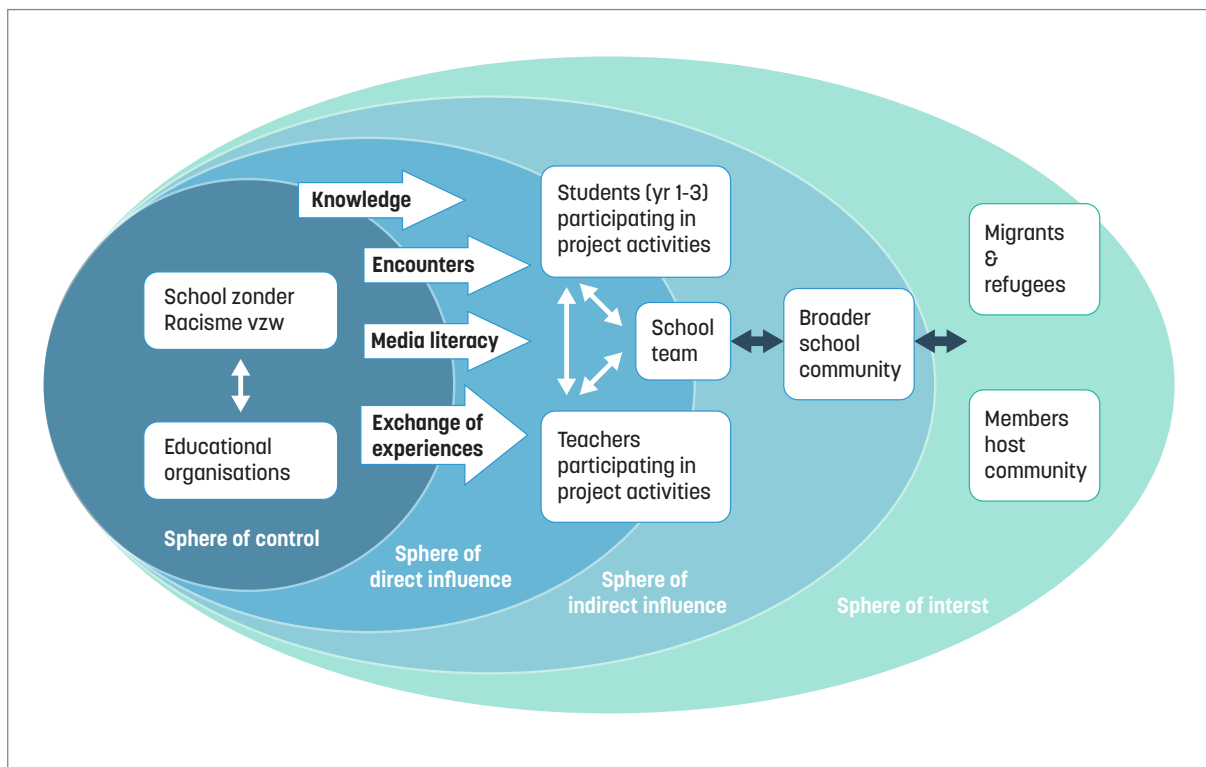 Knowledge
Encounters
Media literacy
Exchange of
experiences
School zonder
Racisme vzw
Educational
organisations
Sphere of control
Students (yr 1-3)
participating in
project activities
School
team
Teachers
participating in
project activities
Sphere of
direct influence
Broader
school
community
Sphere of
indirect influence
Migrants
&
refugees
Members
host
community
Sphere of interst